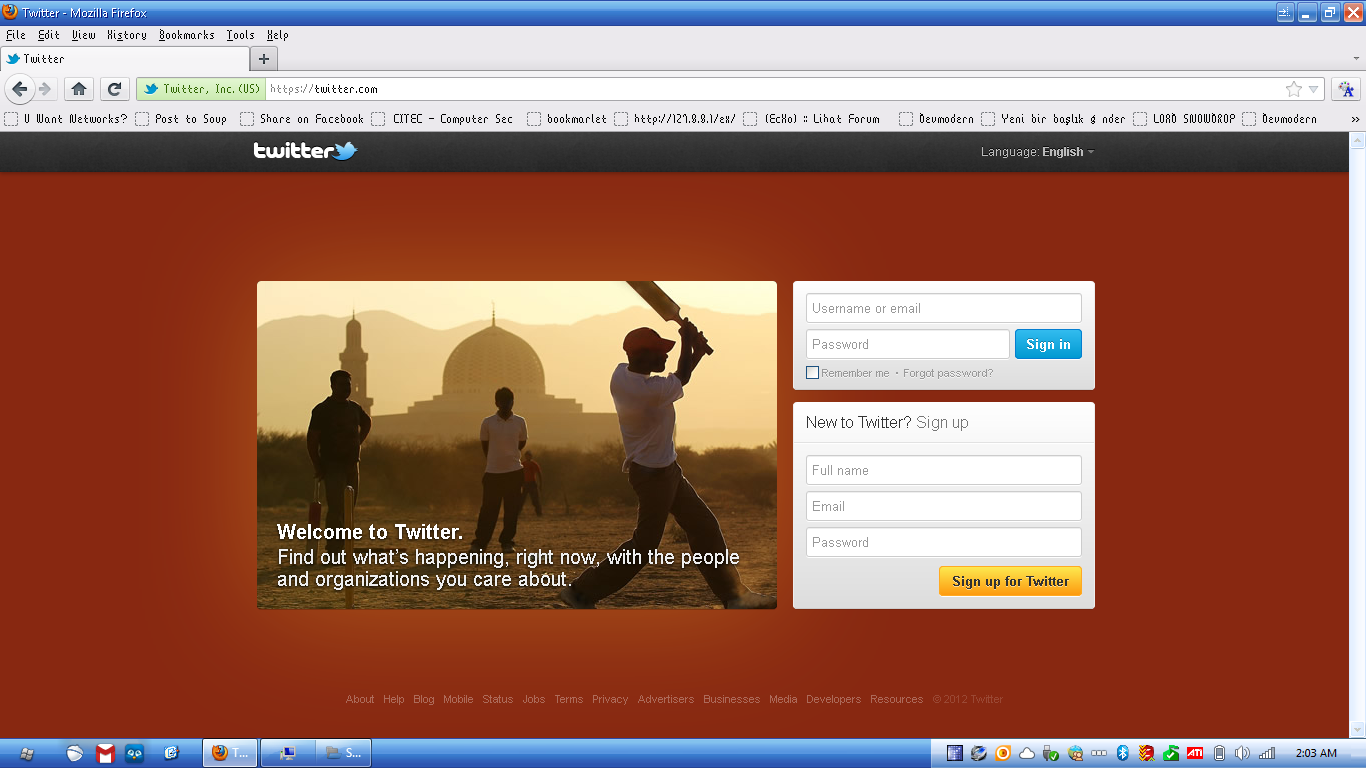 Twitter - Mozilla Firefox
File Edit View History Bookmarks Tools Help
Twitter
Twitter, Inc. (US) https://twitter.com
U Want Networks? Post to Soup Share on Facebook CITEC - Computer Sec bookmarklet http://127.0.0.1/ex/ (EcHo) :: Lihat Forum Devmodern Yeni bir başlık g nder LORD SNOWDROP Devmodern »
twitter
Language: English
Username or email
Password Sign in
Remember me · Forgot password?
New to Twitter? Sign up
Full name
Email
Password
Sign up for Twitter
Welcome to Twitter.
Find out what's happening, right now, with the people
and organizations you care about.
About Help Blog Mobile Status Jobs Terms Privacy Advertisers Businesses Media Developers Resources © 2012 Twitter
T... S... ATI 2:03 AM